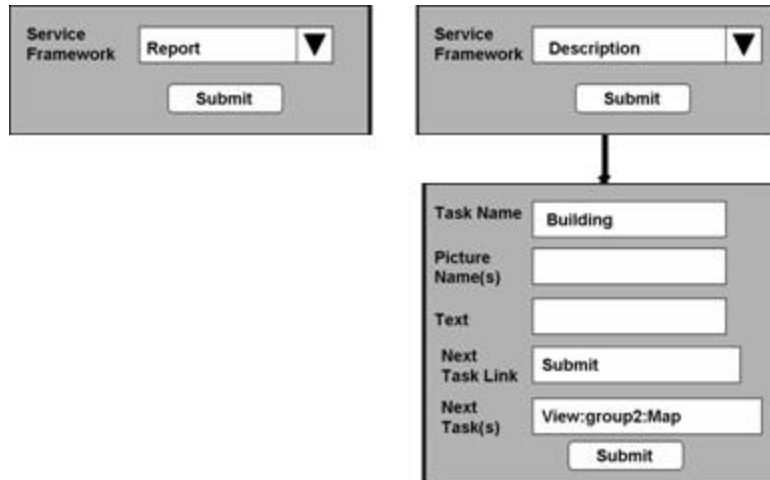 Service
Framework
Report
Submit
Service
Framework
Description
Submit
Task Name
Building
Picture
Name(s)
Text
Next
Task Link
Submit
Next
Task(s)
View:group2:Map
Submit